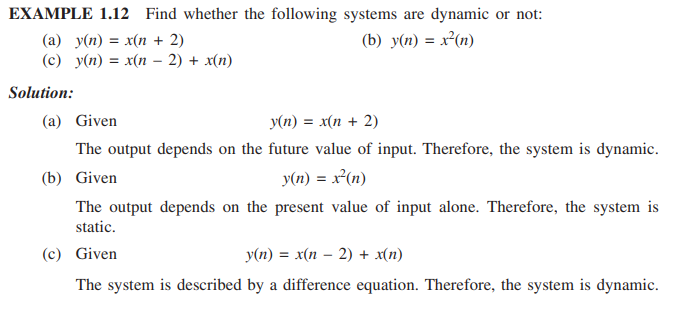 EXAMPLE 1.12 Find whether the following systems are dynamic or not:
(a) y(n) = x(n + 2) (b) y(n) = x²(n)
(c) y(n) = x(n – 2) + x(n)
Solution:
(a) Given y(n) = x(n + 2)
The output depends on the future value of input. Therefore, the system is dynamic.
(b) Given y(n) = x²(n)
The output depends on the present value of input alone. Therefore, the system is
static.
(c) Given y(n) = x(n – 2) + x(n)
The system is described by a difference equation. Therefore, the system is dynamic.